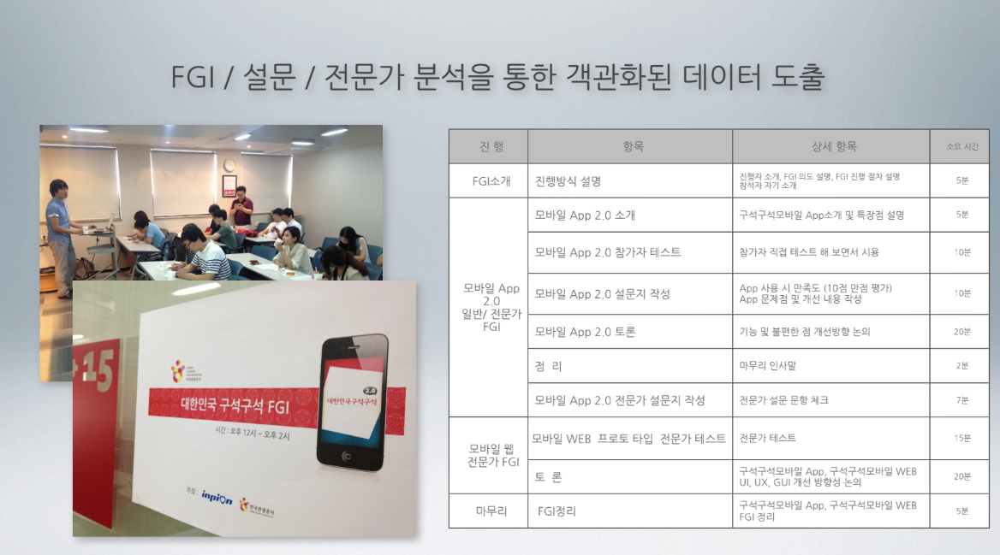 FGI / 설문 / 전문가 분석을 통한 객관화된 데이터 도출
15
대한민국 구석구석 FGI
시간 : 오후 12시 ~ 오후 2시
2.0
대한민국구석구석
주최 : inpion 한국관광공사
진 행 항목 상세 항목 소요 시간
FGI소개 진행방식 설명 진행자 소개, FGI 의도 설명, FGI 진행 절차 설명
참석자 자기 소개 5분
모바일 App
2.0
일반/ 전문가
FGI
모바일 App 2.0 소개 구석구석모바일 App소개 및 특장점 설명 5분
모바일 App 2.0 참가자 테스트 참가자 직접 테스트 해 보면서 시용 10분
모바일 App 2.0 설문지 작성 App 사용 시 만족도 (10점 만점 평가)
App 문제점 및 개선 내용 작성 10분
모바일 App 2.0 토론 기능 및 불편한 점 개선방향 논의 20분
정 리 마무리 인사말 2분
모바일 App 2.0 전문가 설문지 작성 전문가 설문 문항 체크 7분
모바일 웹
전문가 FGI
모바일 WEB 프로토 타입 전문가 테스트 전문가 테스트 15분
토 론 구석구석모바일 App, 구석구석모바일 WEB
UI, UX, GUI 개선 방향성 논의 20분
마무리 FGI정리 구석구석모바일 App, 구석구석모바일 WEB
FGI 정리 5분